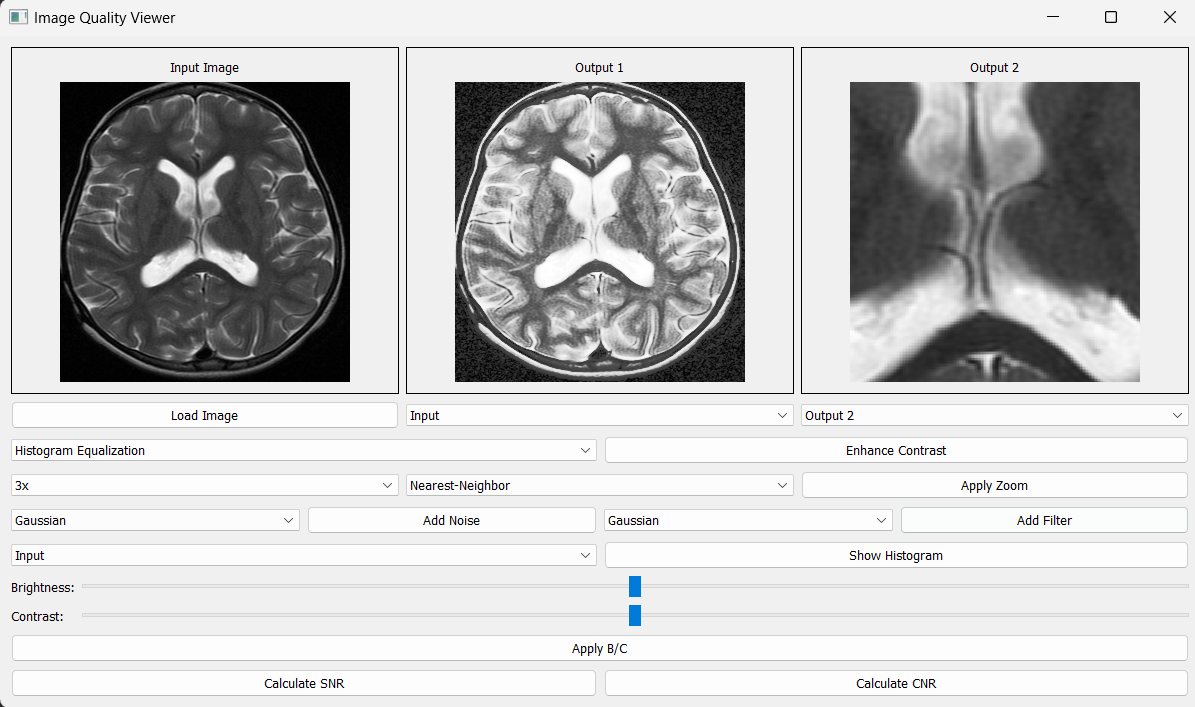 Image Quality Viewer
Input Image
Output 1
Output 2
Load Image
Input
Output 2
Histogram Equalization
Enhance Contrast
3x
Nearest-Neighbor
Apply Zoom
Gaussian
Add Noise
Gaussian
Add Filter
Input
Show Histogram
Brightness:
Contrast:
Apply B/C
Calculate SNR
Calculate CNR